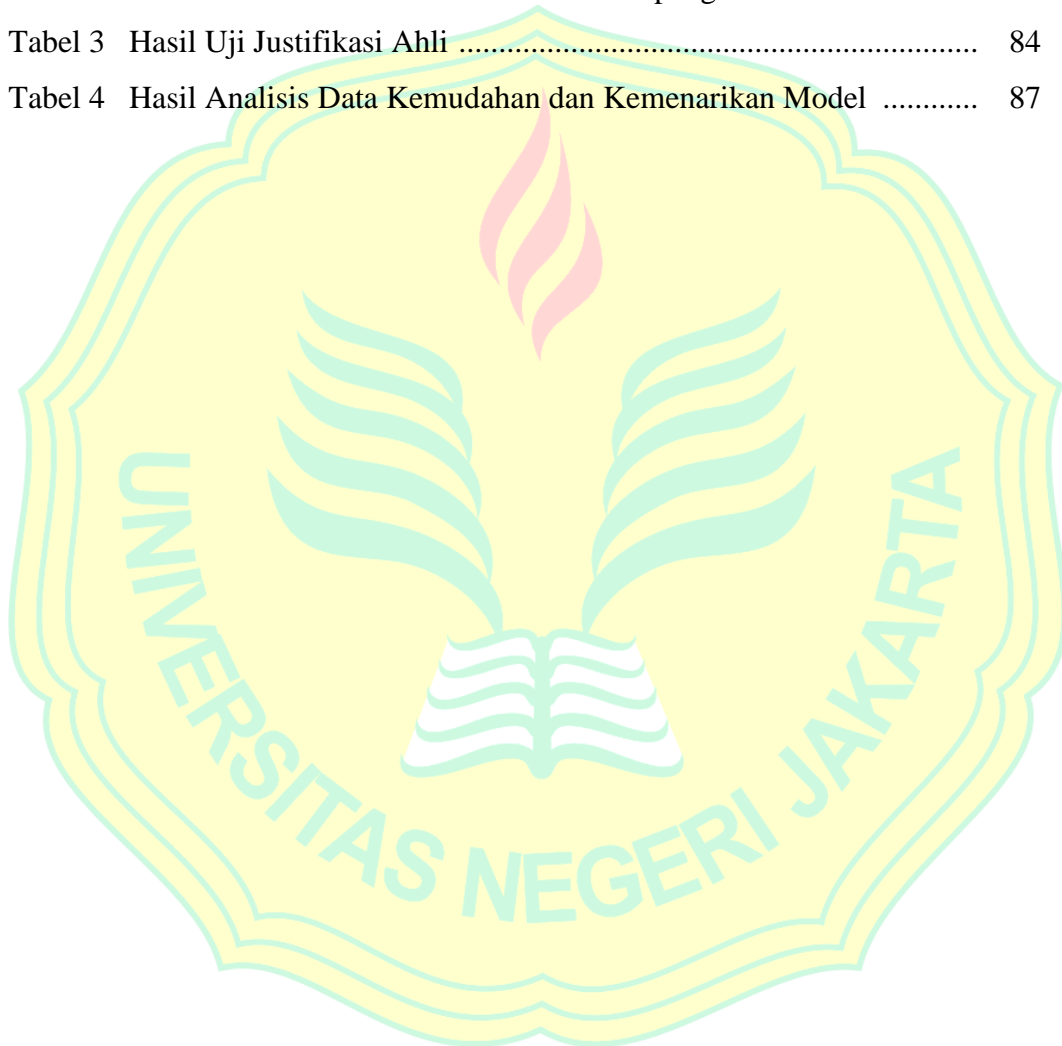 Tabel 3 Hasil Uji Justifikasi Ahli ................................................................ 84
Tabel 4 Hasil Analisis Data Kemudahan dan Kemenarikan Model ............ 87
UNIVERSITAS NEGERI JAKARTA